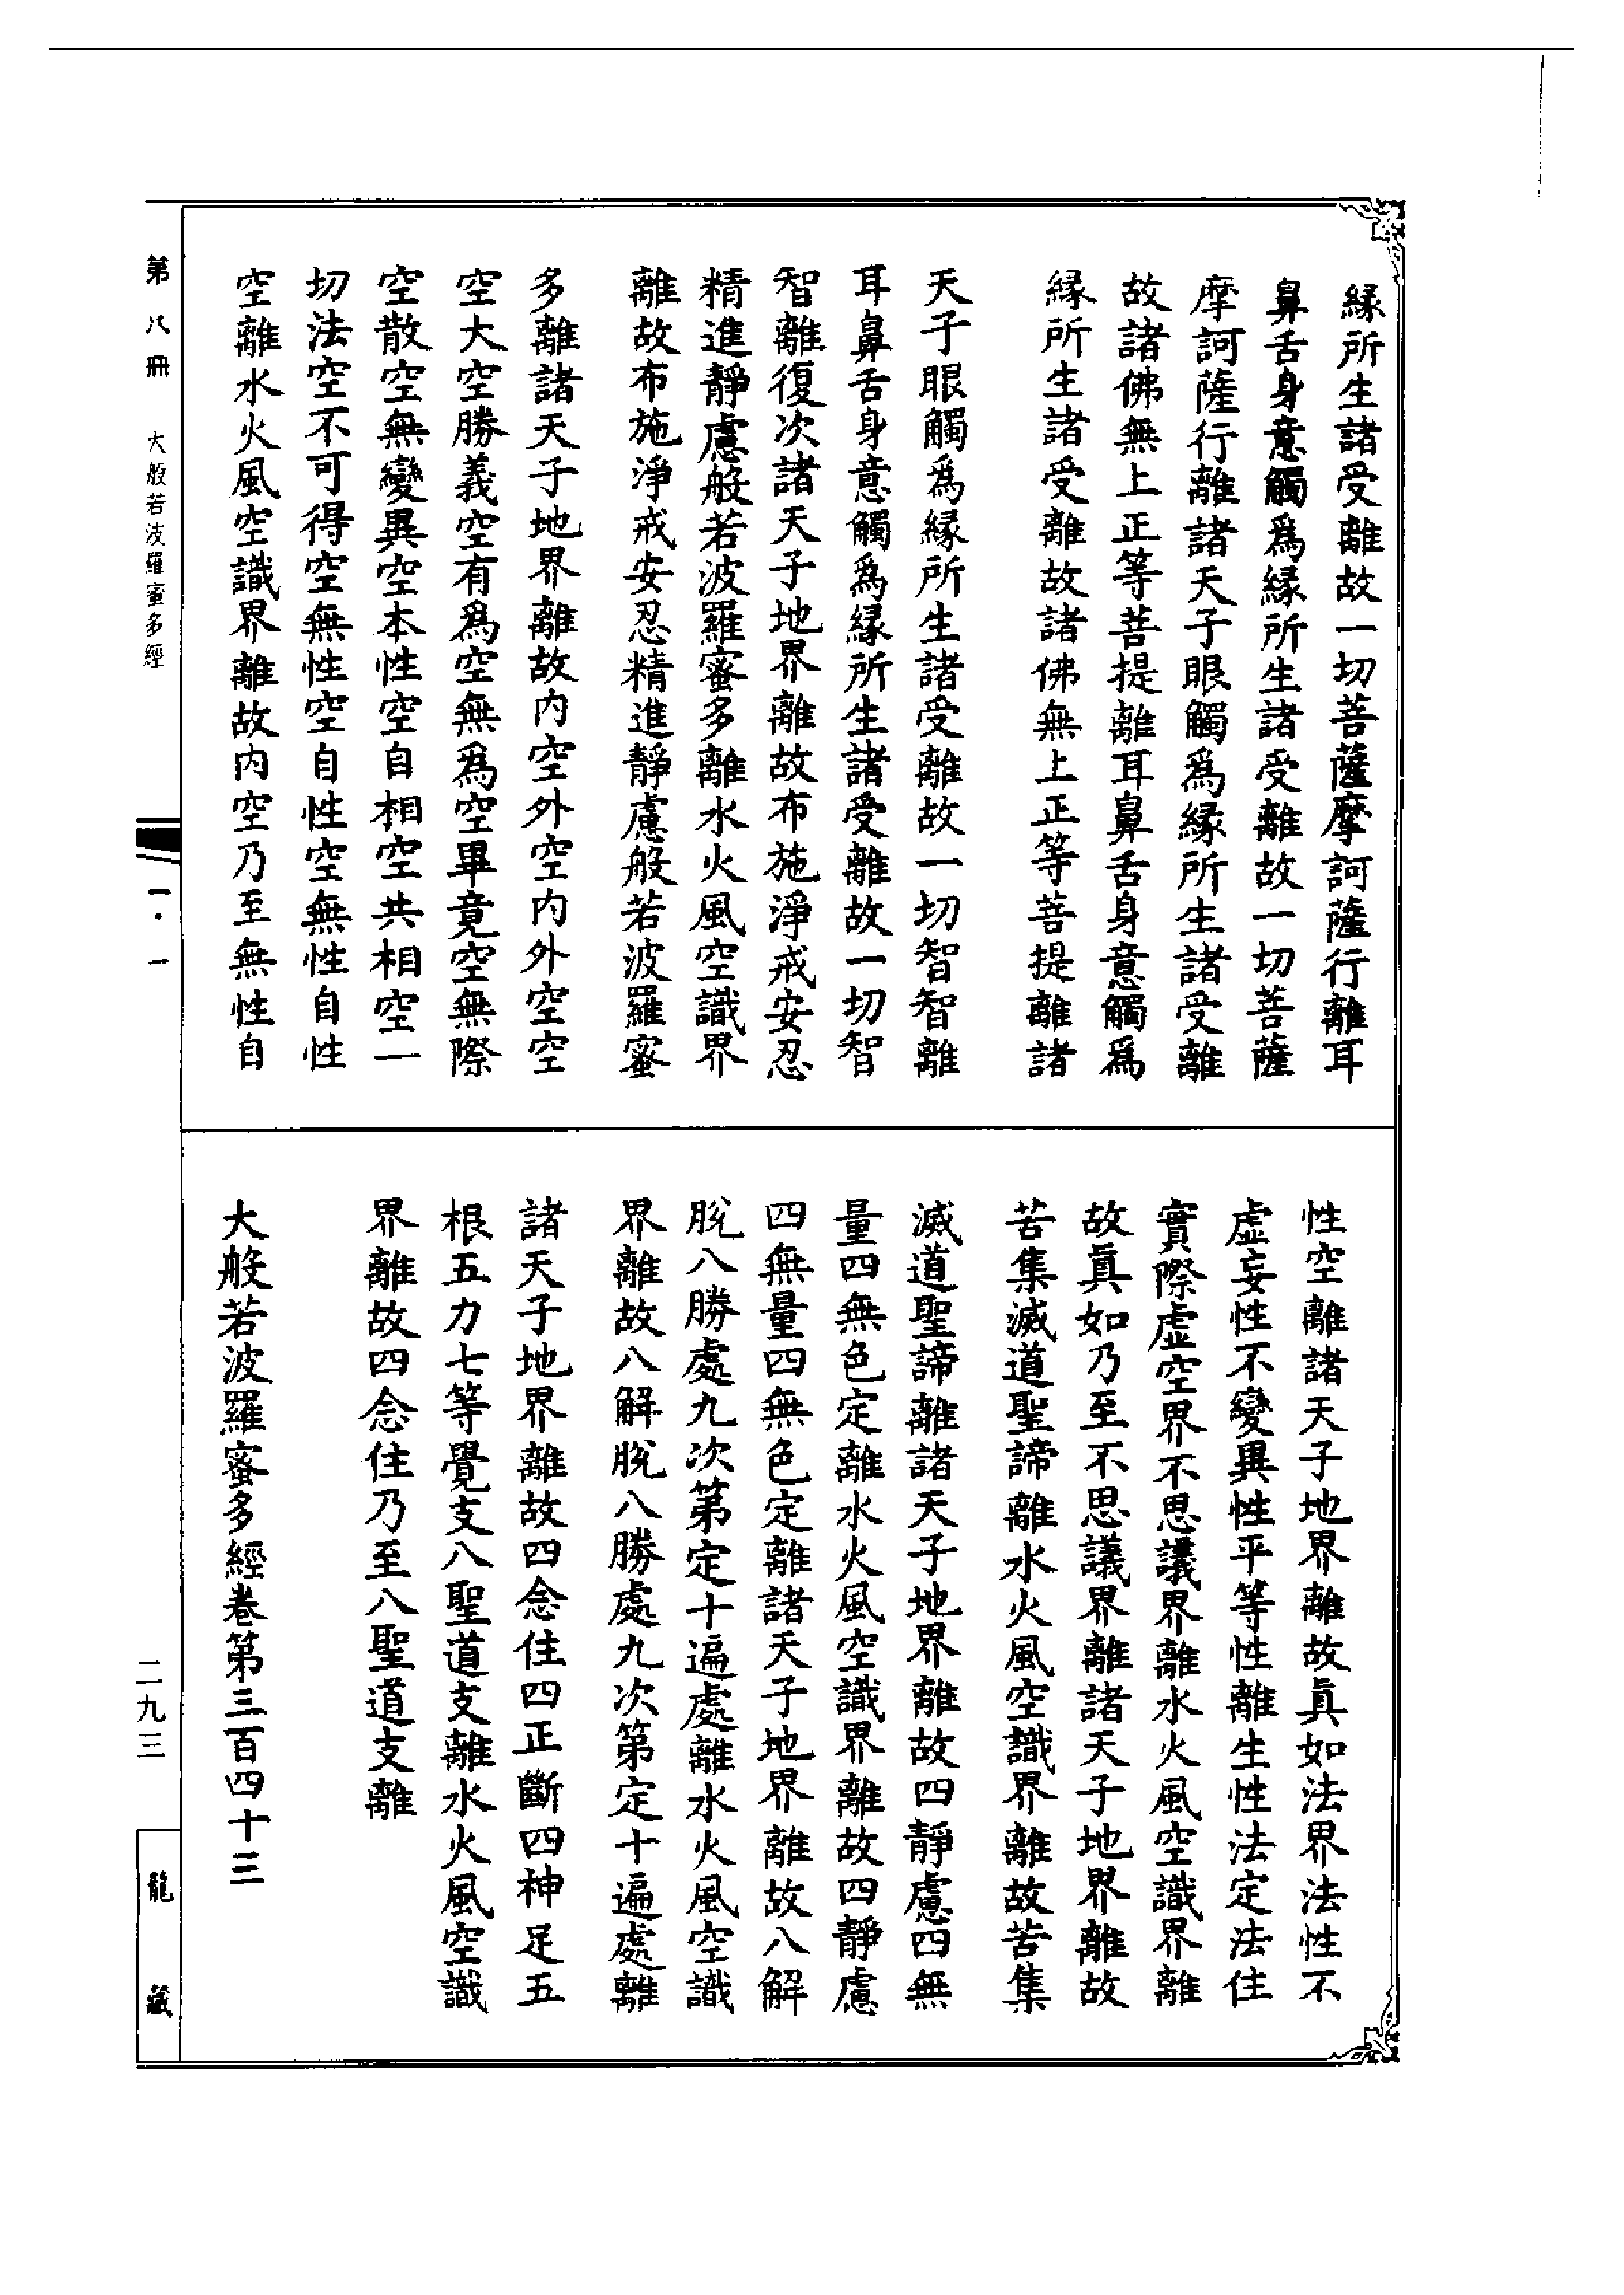 緣所生諸受離故一切菩薩摩訶薩行離耳
鼻舌身意觸爲緣所生諸受離故一切菩薩
摩訶薩行離諸天子眼觸爲緣所生諸受離
故諸佛無上正等菩提離耳鼻舌身意觸爲
緣所生諸受離故諸佛無上正等菩提離諸
天子眼觸爲緣所生諸受離故一切智智離
耳鼻舌身意觸爲緣所生諸受離故一切智
智離復次諸天子地界離故布施淨戒安忍
精進靜慮般若波羅蜜多離水火風空識界
離故布施淨戒安忍精進靜慮般若波羅蜜
多離諸天子地界離故內空外空內外空空
空大空勝義空有爲空無爲空畢竟空無際
空散空無變異空本性空自相空共相空一
切法空不可得空無性空自性空無性自性
空離水火風空識界離故內空乃至無性自
性空離諸天子地界離故眞如法界法性不
虛妄性不變異性平等性離生性法定法住
實際虛空界不思議界離水火風空識界離
故眞如乃至不思議界離諸天子地界離故
苦集滅道聖諦離水火風空識界離故苦集
滅道聖諦離諸天子地界離故四靜慮四無
量四無色定離水火風空識界離故四靜慮
四無量四無色定離諸天子地界離故八解
脫八勝處九次第定十遍處離水火風空識
界離故八解脫八勝處九次第定十遍處離
諸天子地界離故四念住四正斷四神足五
根五力七等覺支八聖道支離水火風空識
界離故四念住乃至八聖道支離
大般若波羅蜜多經卷第三百四十三
第八冊 大般若波羅蜜多經 一·一
二九三
龍藏